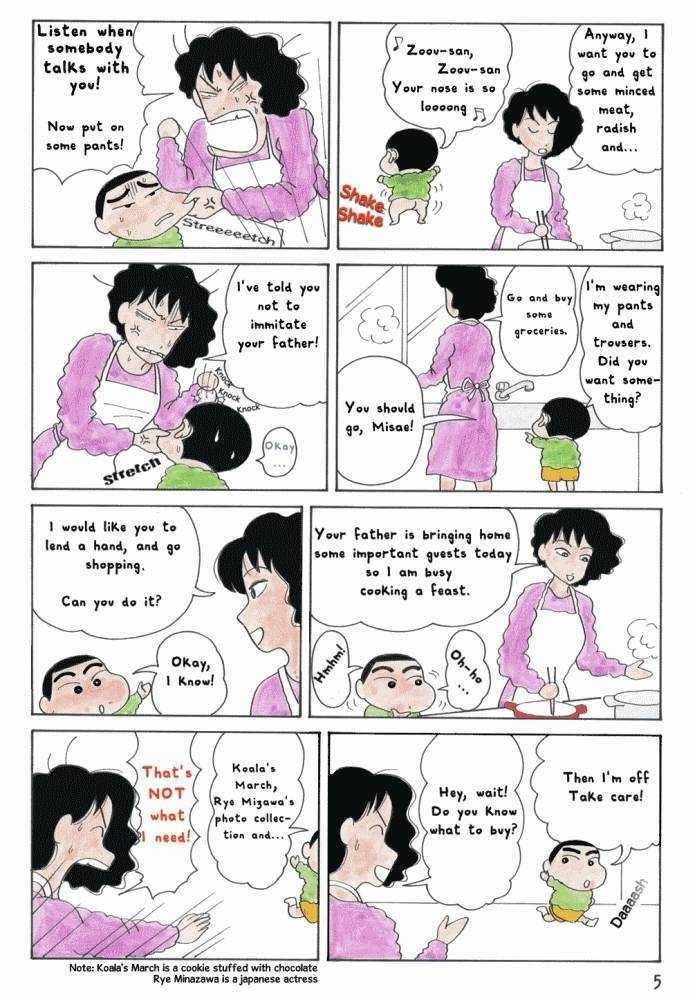 Anyway, I
want you to
go and get
some minced
meat,
radish
and...
Zoou-san,
Zoou-san
Your nose is so
loooong
Shake
Shake
Listen when
somebody
talks with
you!
Now put on
some pants!
Streeeeetch
I'm wearing
my pants
and
trousers.
Did you
want some-
thing?
Go and buy
some
groceries.
You should
go, Misae!
I've told you
not to
immitate
your father!
Knock
Knock
Knock
Stretch
Okay
...
Your father is bringing home
some important guests today
so I am busy
cooking a feast.
Oh-ho
...
Hmhm!
I would like you to
lend a hand, and go
shopping.
Can you do it?
Okay,
I know!
Then I'm off
Take care!
Daaaash
Hey, wait!
Do you know
what to buy?
Koala's
March,
Rye Mizawa's
photo collec-
tion and...
That's
NOT
what
I need!
Note: Koala's March is a cookie stuffed with chocolate
Rye Minazawa is a japanese actress
5